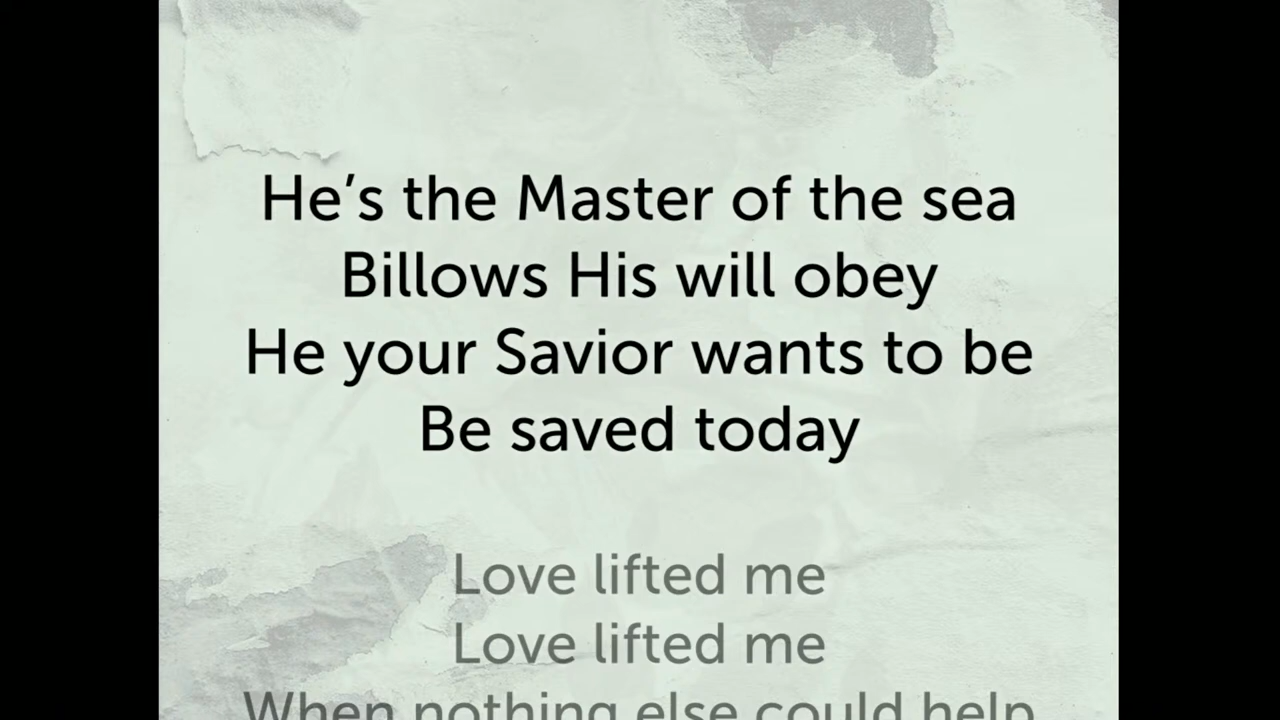 He’s the Master of the sea
Billows His will obey
He your Savior wants to be
Be saved today
Love lifted me
Love lifted me
When nothing else could help